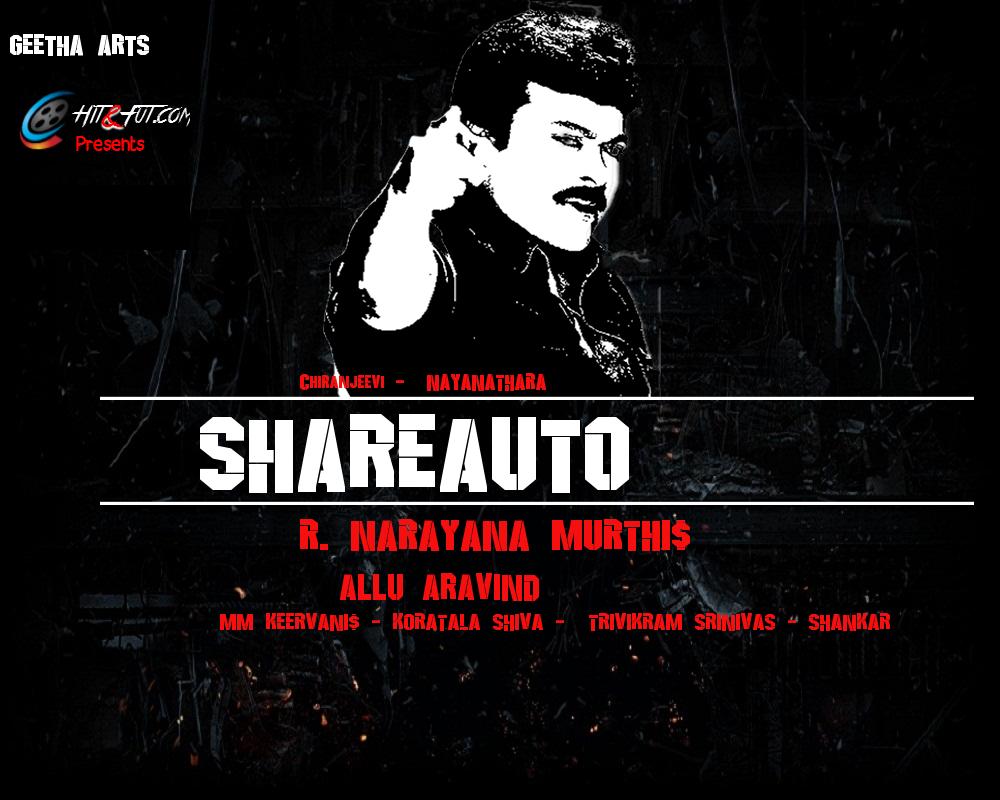 GEETHA ARTS
HIT&FUT.COM
Presents
CHIRANJEEVI - NAYANATHARA
SHAREAUTO
R. NARAYANA MURTHI$
ALLU ARAVIND
MM KEERVANI$ - KORATALA SHIVA - TRIVIKRAM SRINIVAS - SHANKAR